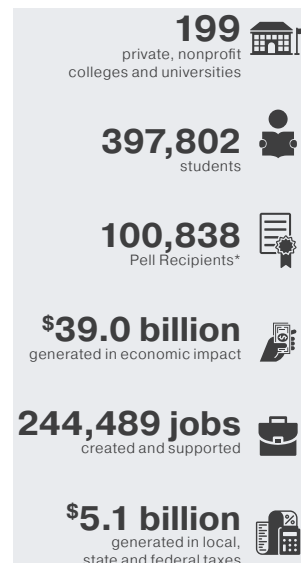 199
private, nonprofit
colleges and universities
397,802
students
100,838
Pell Recipients*
$39.0 billion
generated in economic impact
244,489 jobs
created and supported
$5.1 billion
generated in local,
state and federal taxes